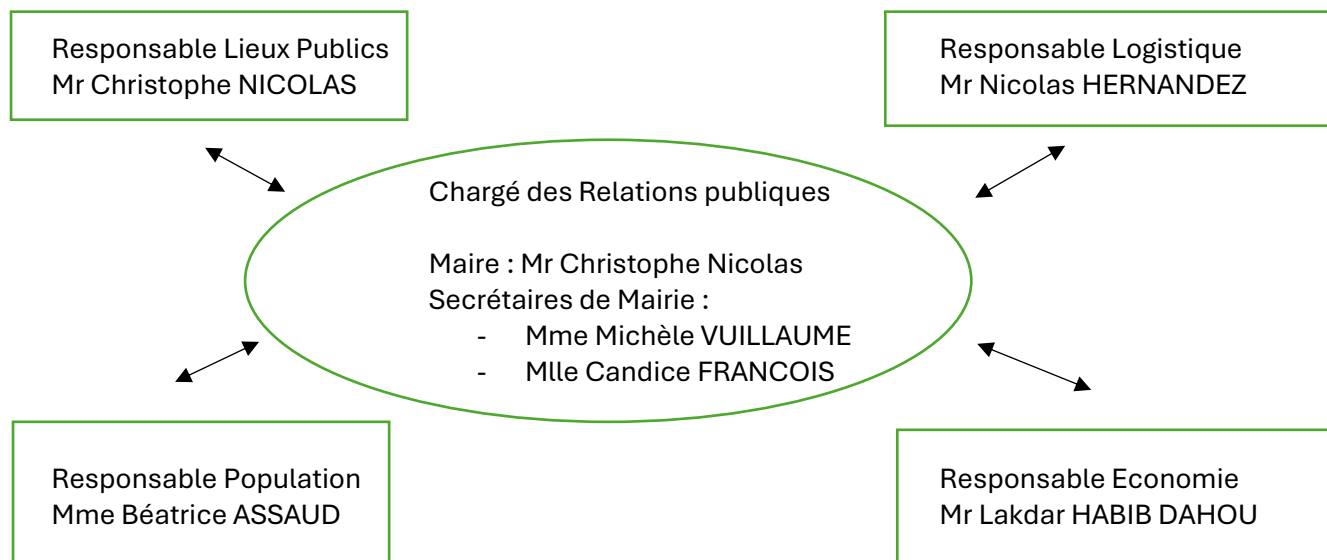 Responsable Lieux Publics
Mr Christophe NICOLAS
Responsable Logistique
Mr Nicolas HERNANDEZ
Chargé des Relations publiques
Maire : Mr Christophe Nicolas
Secrétaires de Mairie :
- Mme Michèle VUILLAUME
- Mlle Candice FRANCOIS
Responsable Population
Mme Béatrice ASSAUD
Responsable Economie
Mr Lakdar HABIB DAHOU